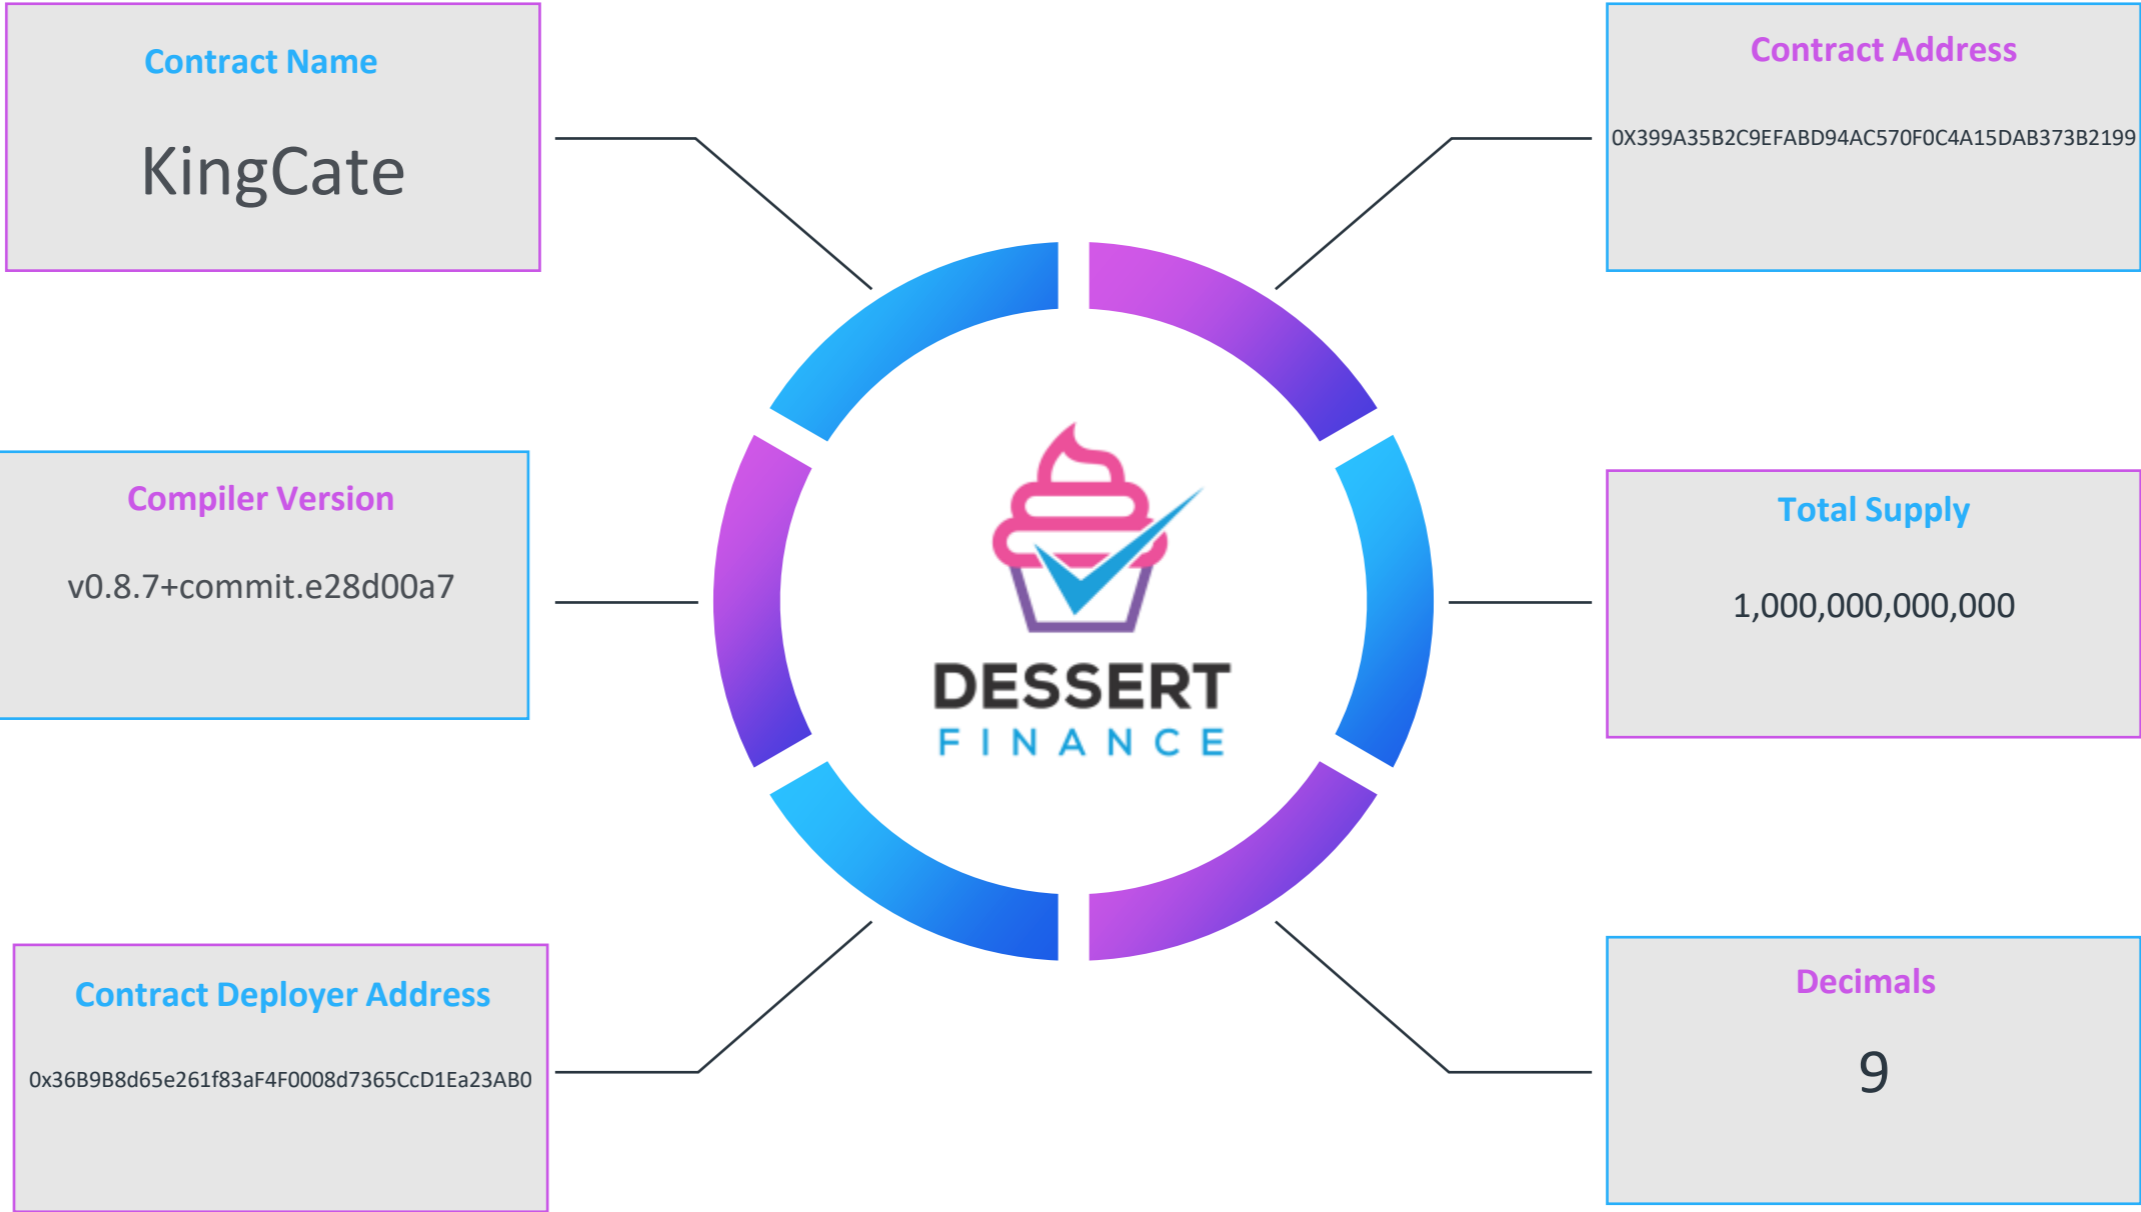 Contract Name
KingCate
Contract Address
0X399A35B2C9EFABD94AC570F0C4A15DAB373B2199
Compiler Version
v0.8.7+commit.e28d00a7
Total Supply
1,000,000,000,000
DESSERT
FINANCE
Contract Deployer Address
0x36B9B8d65e261f83aF4F0008d7365CcD1Ea23AB0
Decimals
9